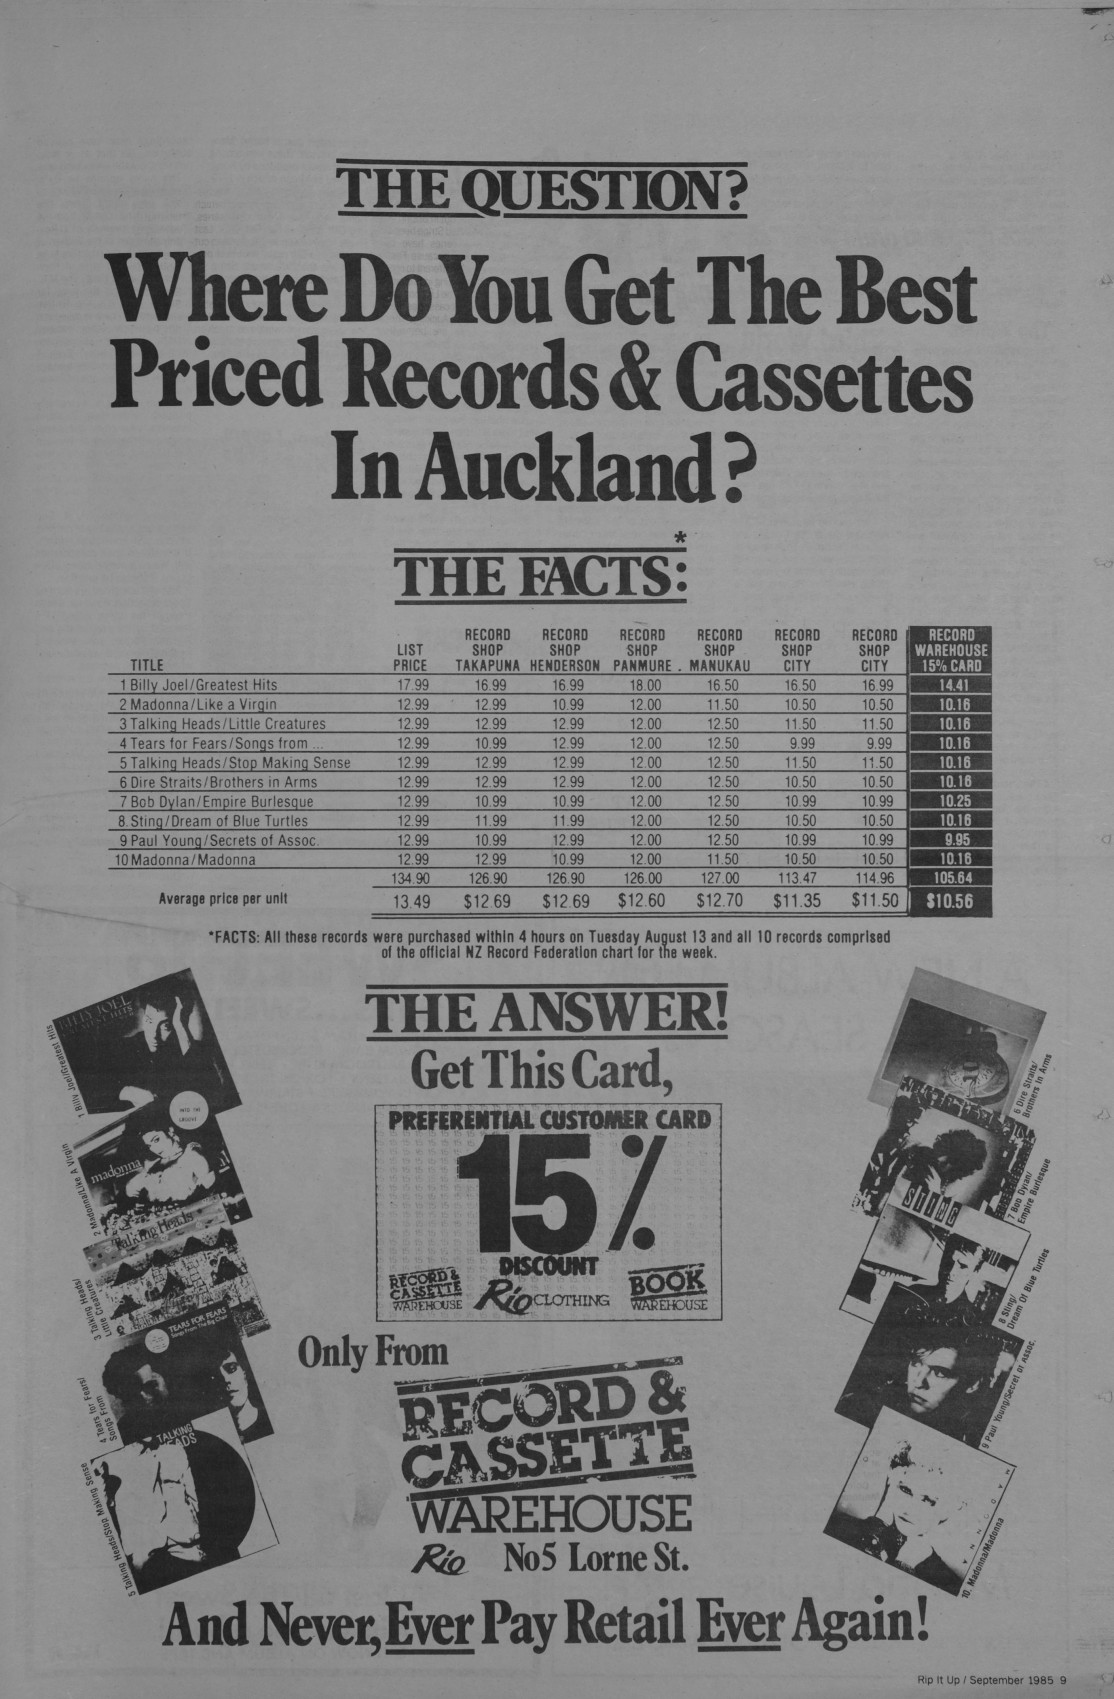 THE QUESTION?
Where Do You Get The Best
Priced Records & Cassettes
In Auckland?
*
THE FACTS:
TITLE LIST PRICE RECORD SHOP TAKAPUNA RECORD SHOP HENDERSON RECORD SHOP PANMURE . RECORD SHOP MANUKAU RECORD SHOP CITY RECORD SHOP CITY RECORD WAREHOUSE 15% CARD
1 Billy Joel/Greatest Hits 17.99 16.99 16.99 18.00 16.50 16.50 16.99 14.41
2 Madonna/Like a Virgin 12.99 12.99 10.99 12.00 11.50 10.50 10.50 10.16
3 Talking Heads/Little Creatures 12.99 12.99 12.99 12.00 12.50 11.50 11.50 10.16
4 Tears for Fears/Songs from ... 12.99 10.99 12.99 12.00 12.50 9.99 9.99 10.16
5 Talking Heads/Stop Making Sense 12.99 12.99 12.99 12.00 12.50 11.50 11.50 10.16
6 Dire Straits/Brothers in Arms 12.99 12.99 12.99 12.00 12.50 10.50 10.50 10.16
7 Bob Dylan/Empire Burlesque 12.99 10.99 10.99 12.00 12.50 10.99 10.99 10.25
8. Sting/Dream of Blue Turtles 12.99 11.99 11.99 12.00 12.50 10.50 10.50 10.16
9 Paul Young/Secrets of Assoc. 12.99 10.99 12.99 12.00 12.50 10.99 10.99 9.95
10 Madonna/Madonna 12.99 12.99 10.99 12.00 11.50 10.50 10.50 10.16
134.90 126.90 126.90 126.00 127.00 113.47 114.96 105.64
Average price per unit 13.49 $12.69 $12.69 $12.60 $12.70 $11.35 $11.50 $10.56
*FACTS: All these records were purchased within 4 hours on Tuesday August 13 and all 10 records comprised
of the official NZ Record Federation chart for the week.
THE ANSWER!
Get This Card,
PREFERENTIAL CUSTOMER CARD
15%
DISCOUNT
RECORD &
CASSETTE
WAREHOUSE
Rio CLOTHING
BOOK
WAREHOUSE
Only From
RECORD &
CASSETTE
WAREHOUSE
Rio No 5 Lorne St.
BILLY JOEL
GREATEST HITS
1 Billy Joel/Greatest Hits
madonna
2 Madonna/Like A Virgin
Talking Heads
3 Talking Heads/
Little Creatures
TEARS FOR FEARS
Songs From The Big Chair
4 Tears for Fears/
Songs From
TALKING
HEADS
5 Talking Heads/Stop Making Sense
6 Dire Straits/
Brothers In Arms
7 Bob Dylan/
Empire Burlesque
STING
8 Sting/
Dream Of Blue Turtles
9 Paul Young/Secret of Assoc.
MADONNA
10. Madonna/Madonna
And Never, Ever Pay Retail Ever Again!
Rip It Up / September 1985 9